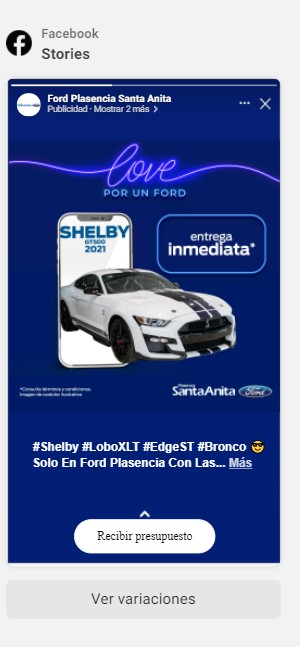 Facebook
Stories
Ford Plasencia Santa Anita
Publicidad · Mostrar 2 más >
love
POR UN FORD
SHELBY
GT500
2021
entrega
inmediata*
*Consulta términos y condiciones.
Imagen de carácter ilustrativo
Plasencia
SantaAnita
Ford
#Shelby #LoboXLT #EdgeST #Bronco 😎
Solo En Ford Plasencia Con Las... Más
Recibir presupuesto
Ver variaciones